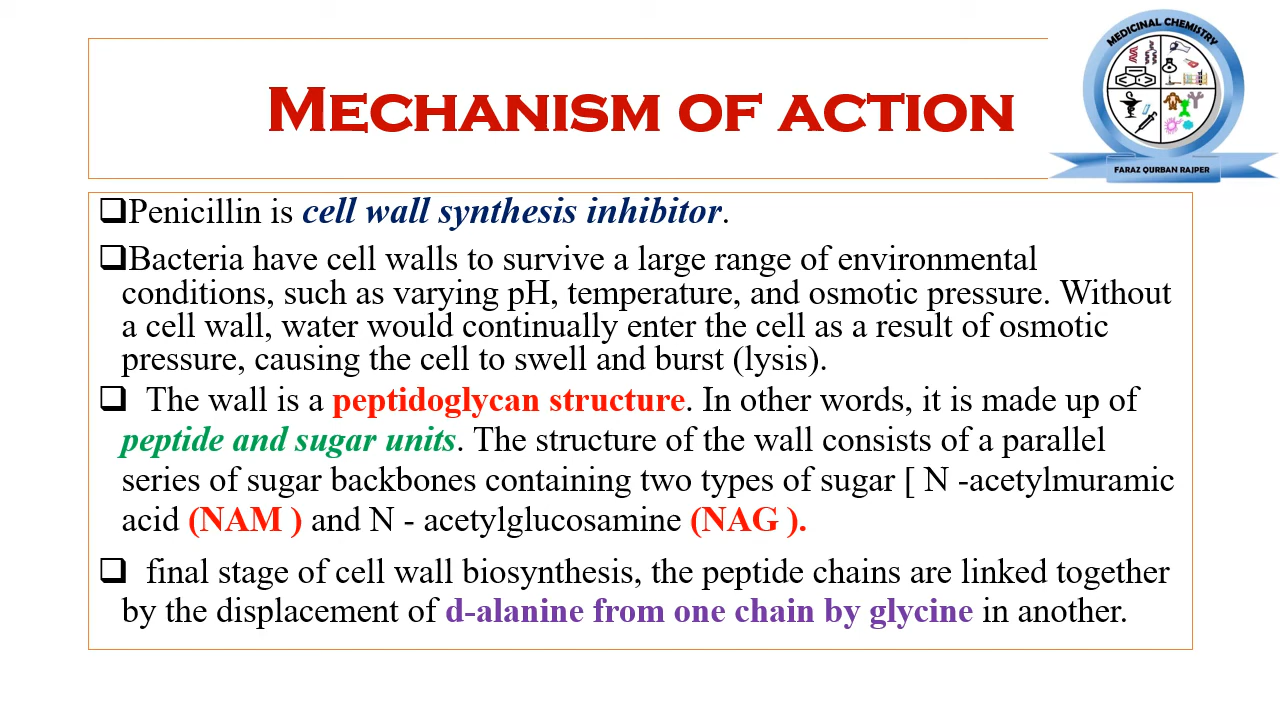 MECHANISM OF ACTION
MEDICINAL CHEMISTRY
FARAZ QURBAN RAJPER
❑Penicillin is cell wall synthesis inhibitor.
❑Bacteria have cell walls to survive a large range of environmental
conditions, such as varying pH, temperature, and osmotic pressure. Without
a cell wall, water would continually enter the cell as a result of osmotic
pressure, causing the cell to swell and burst (lysis).
❑ The wall is a peptidoglycan structure. In other words, it is made up of
peptide and sugar units. The structure of the wall consists of a parallel
series of sugar backbones containing two types of sugar [ N -acetylmuramic
acid (NAM ) and N - acetylglucosamine (NAG ).
❑ final stage of cell wall biosynthesis, the peptide chains are linked together
by the displacement of d-alanine from one chain by glycine in another.